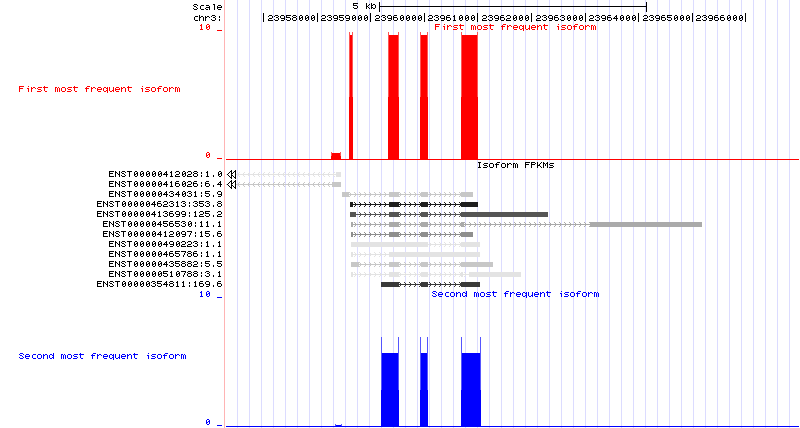 Scale 5 kb
chr3: 23958000 23959000 23960000 23961000 23962000 23963000 23964000 23965000 23966000
10 _ First most frequent isoform
First most frequent isoform
0 _
Isoform FPKMs
ENST00000412028:1.0
ENST00000416026:6.4
ENST00000434031:5.9
ENST00000462313:353.8
ENST00000413699:125.2
ENST00000456530:11.1
ENST00000412097:15.6
ENST00000490223:1.1
ENST00000465786:1.1
ENST00000435882:5.5
ENST00000510788:3.1
ENST00000354811:169.6
10 _ Second most frequent isoform
Second most frequent isoform
0 _